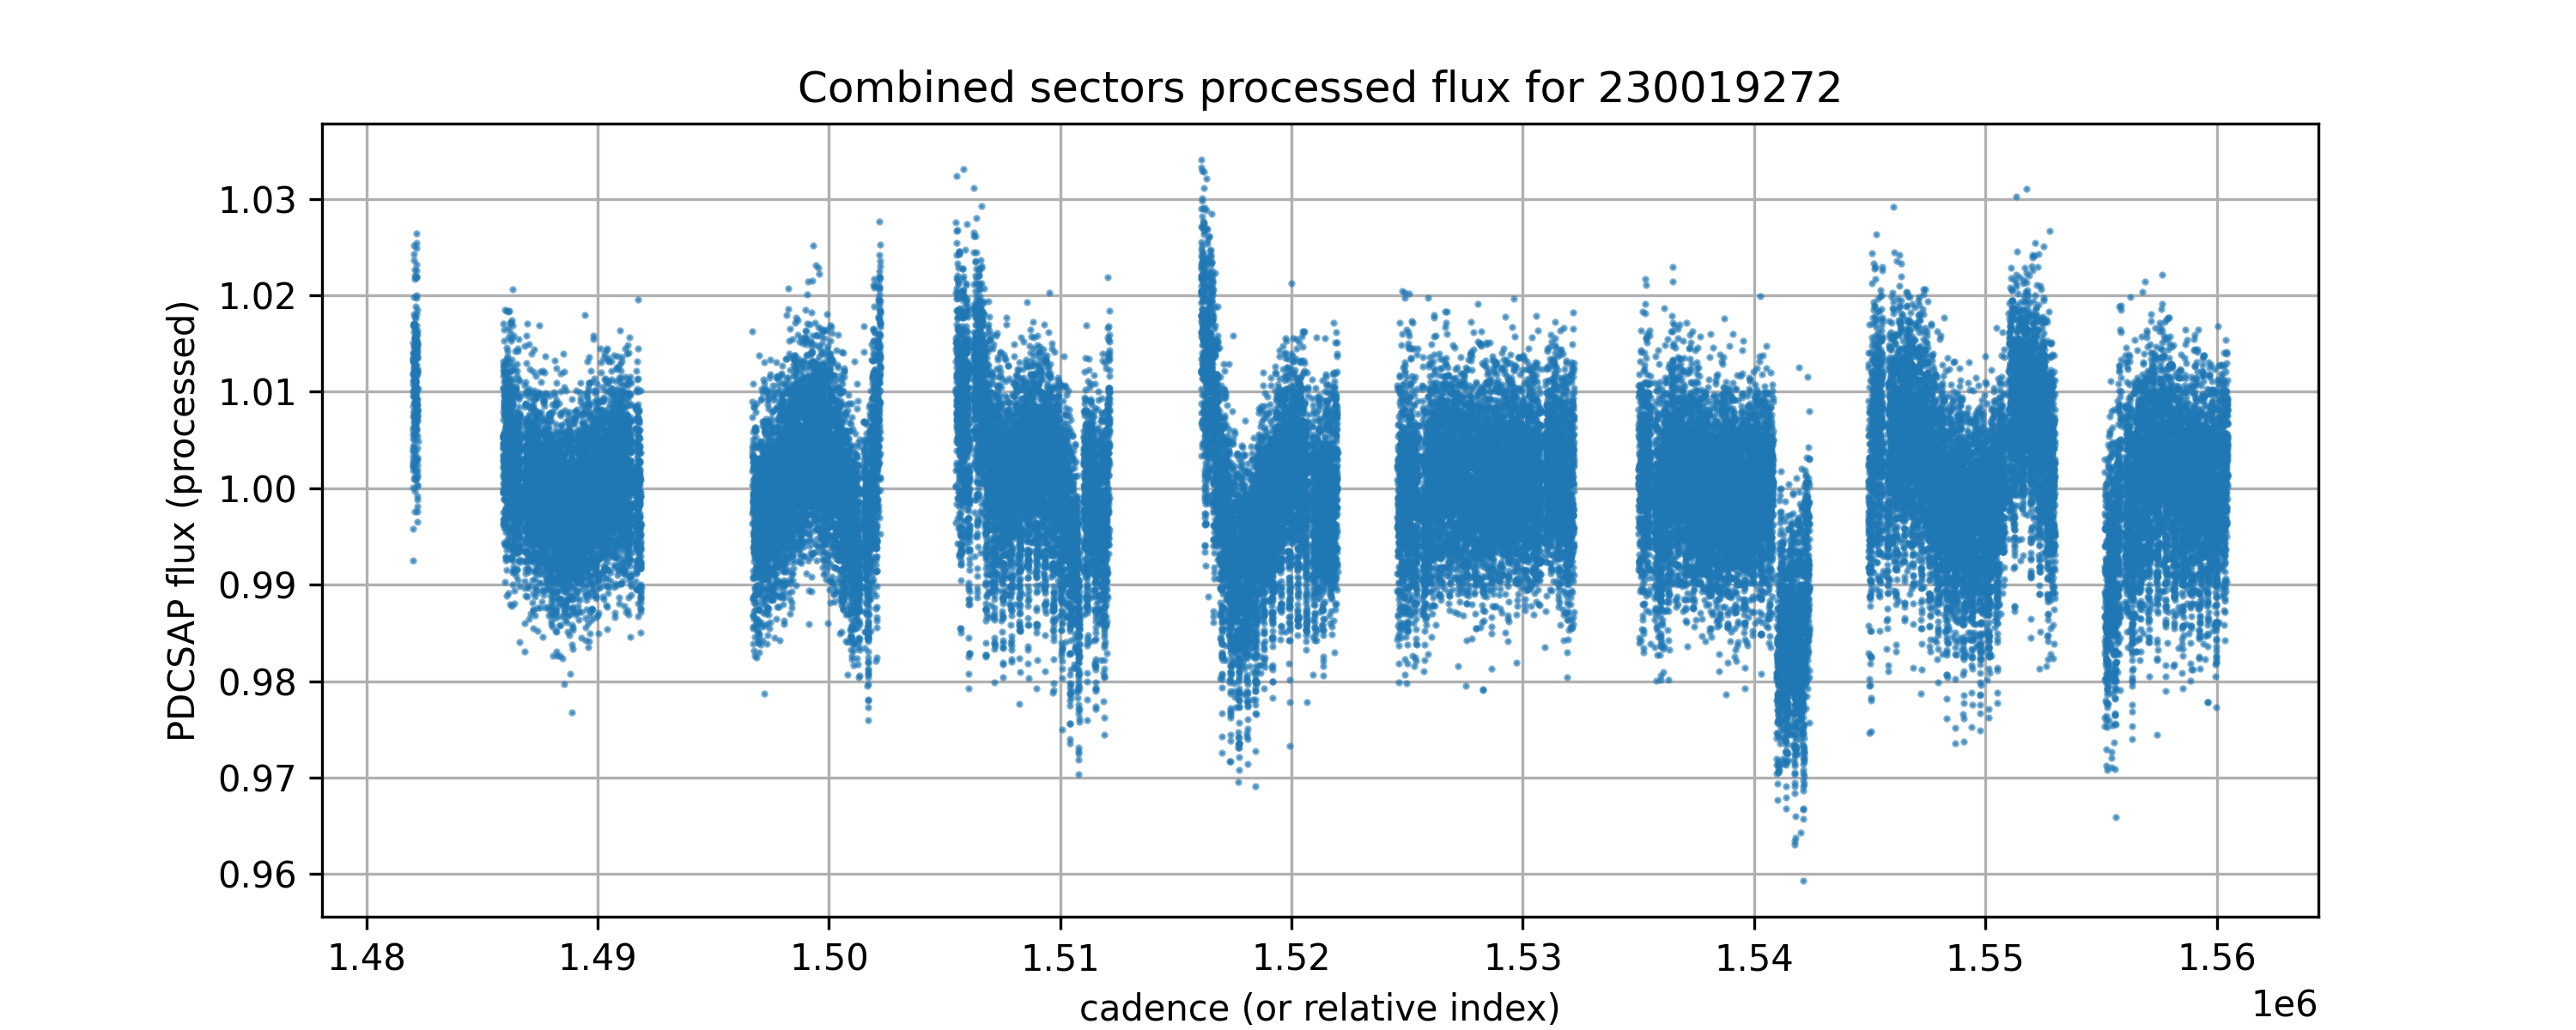 Combined sectors processed flux for 230019272
PDCSAP flux (processed)
1.03
1.02
1.01
1.00
0.99
0.98
0.97
0.96
1.48 1.49 1.50 1.51 1.52 1.53 1.54 1.55 1.56
1e6
cadence (or relative index)